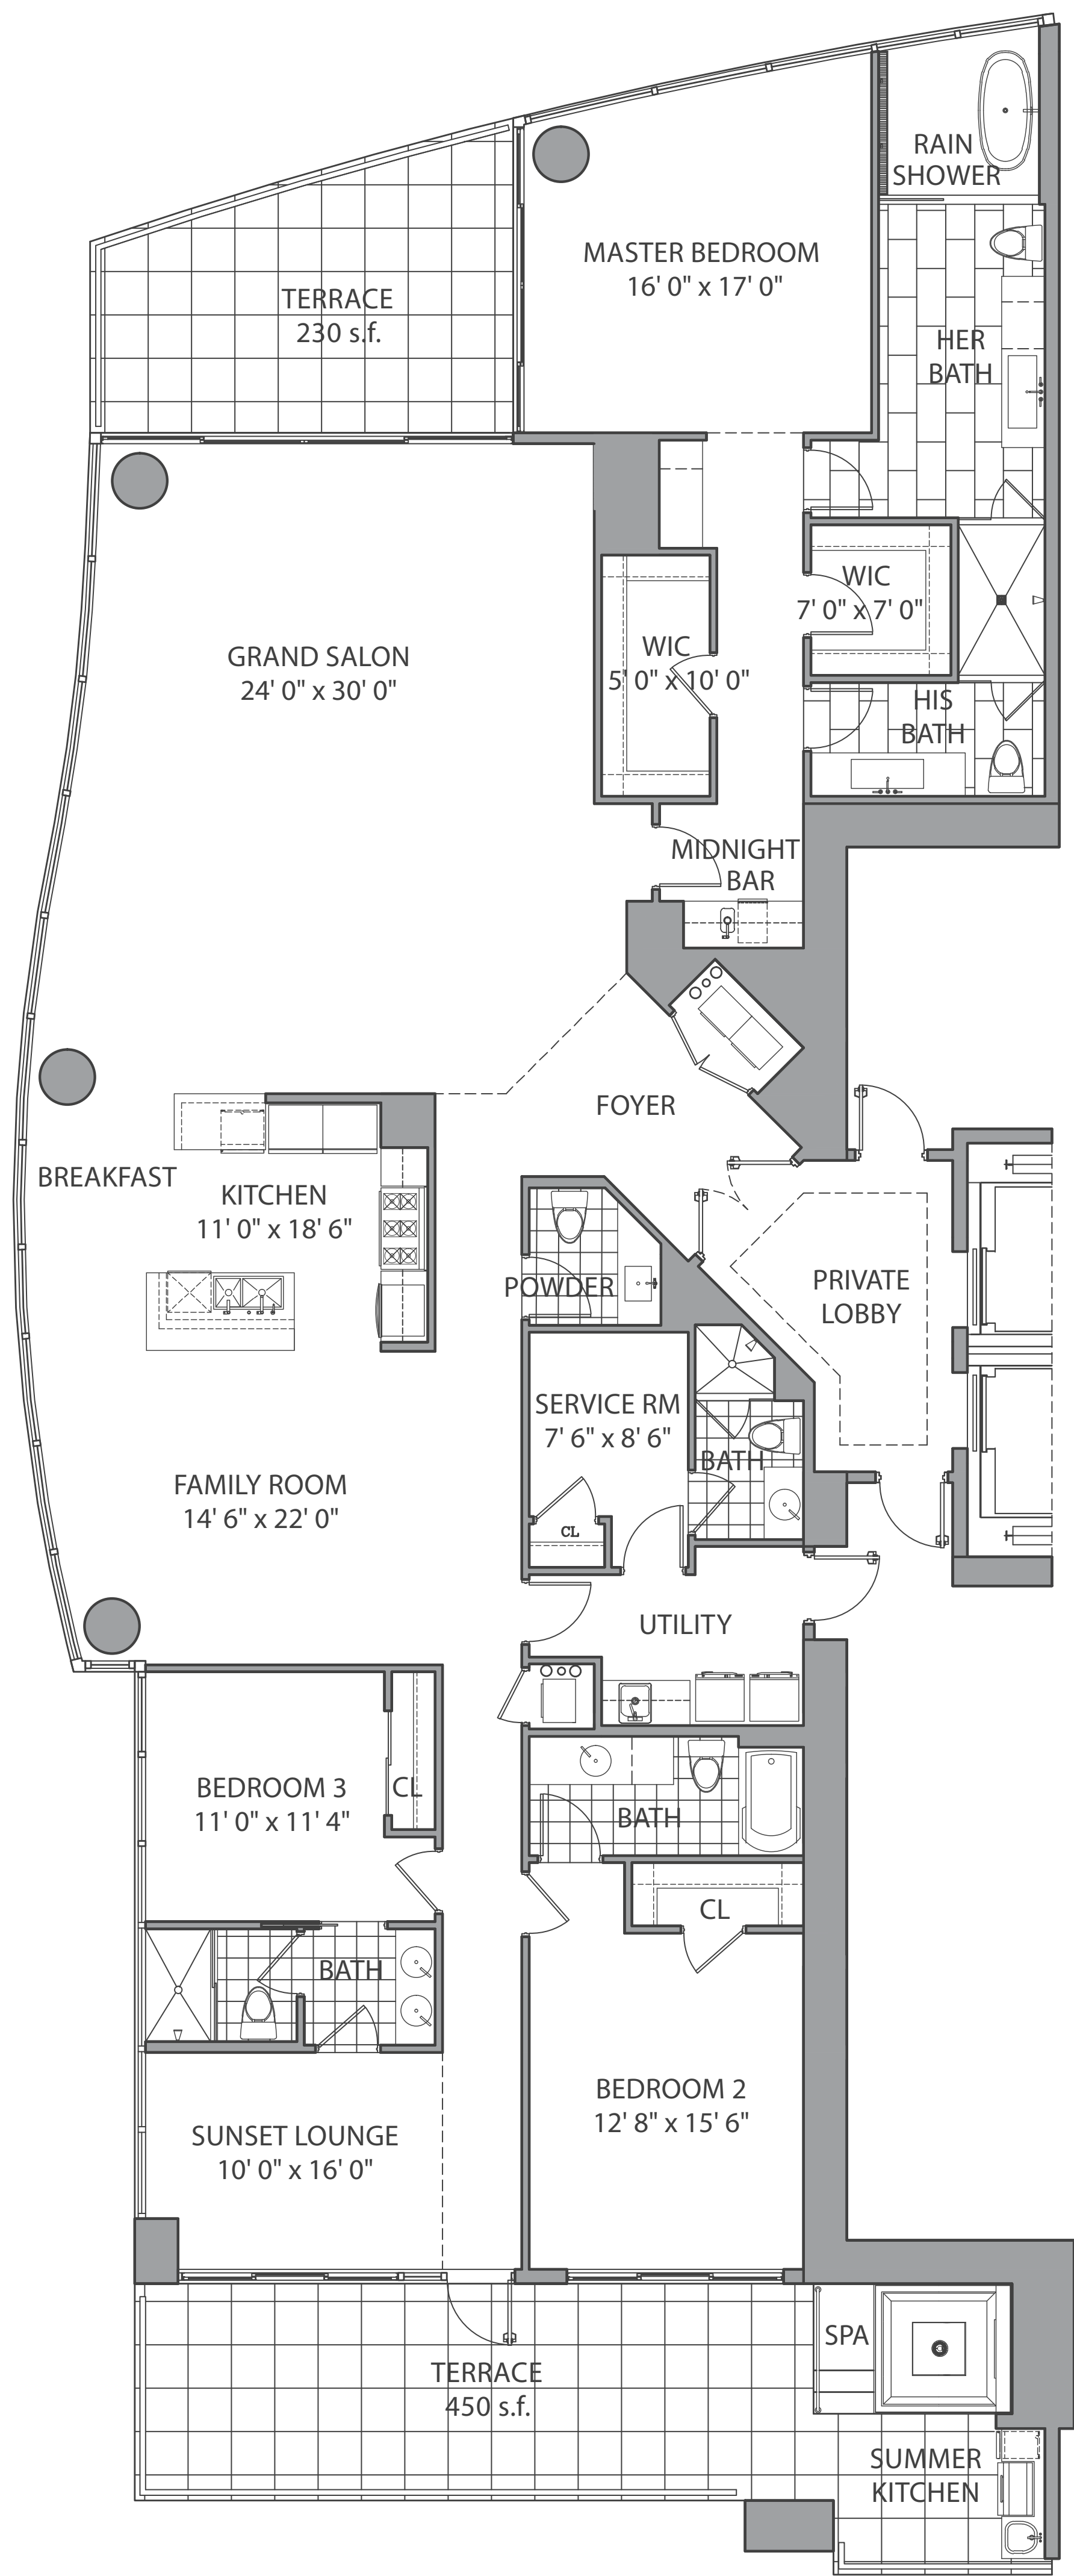 RAIN
SHOWER
MASTER BEDROOM
16' 0" x 17' 0"
TERRACE
230 s.f.
HER
BATH
WIC
7' 0" x 7' 0"
GRAND SALON
24' 0" x 30' 0"
WIC
5' 0" x 10' 0"
HIS
BATH
MIDNIGHT
BAR
FOYER
BREAKFAST
KITCHEN
11' 0" x 18' 6"
POWDER
PRIVATE
LOBBY
SERVICE RM
7' 6" x 8' 6"
BATH
FAMILY ROOM
14' 6" x 22' 0"
CL
UTILITY
BEDROOM 3
11' 0" x 11' 4"
CL
BATH
CL
BATH
BEDROOM 2
12' 8" x 15' 6"
SUNSET LOUNGE
10' 0" x 16' 0"
SPA
TERRACE
450 s.f.
SUMMER
KITCHEN